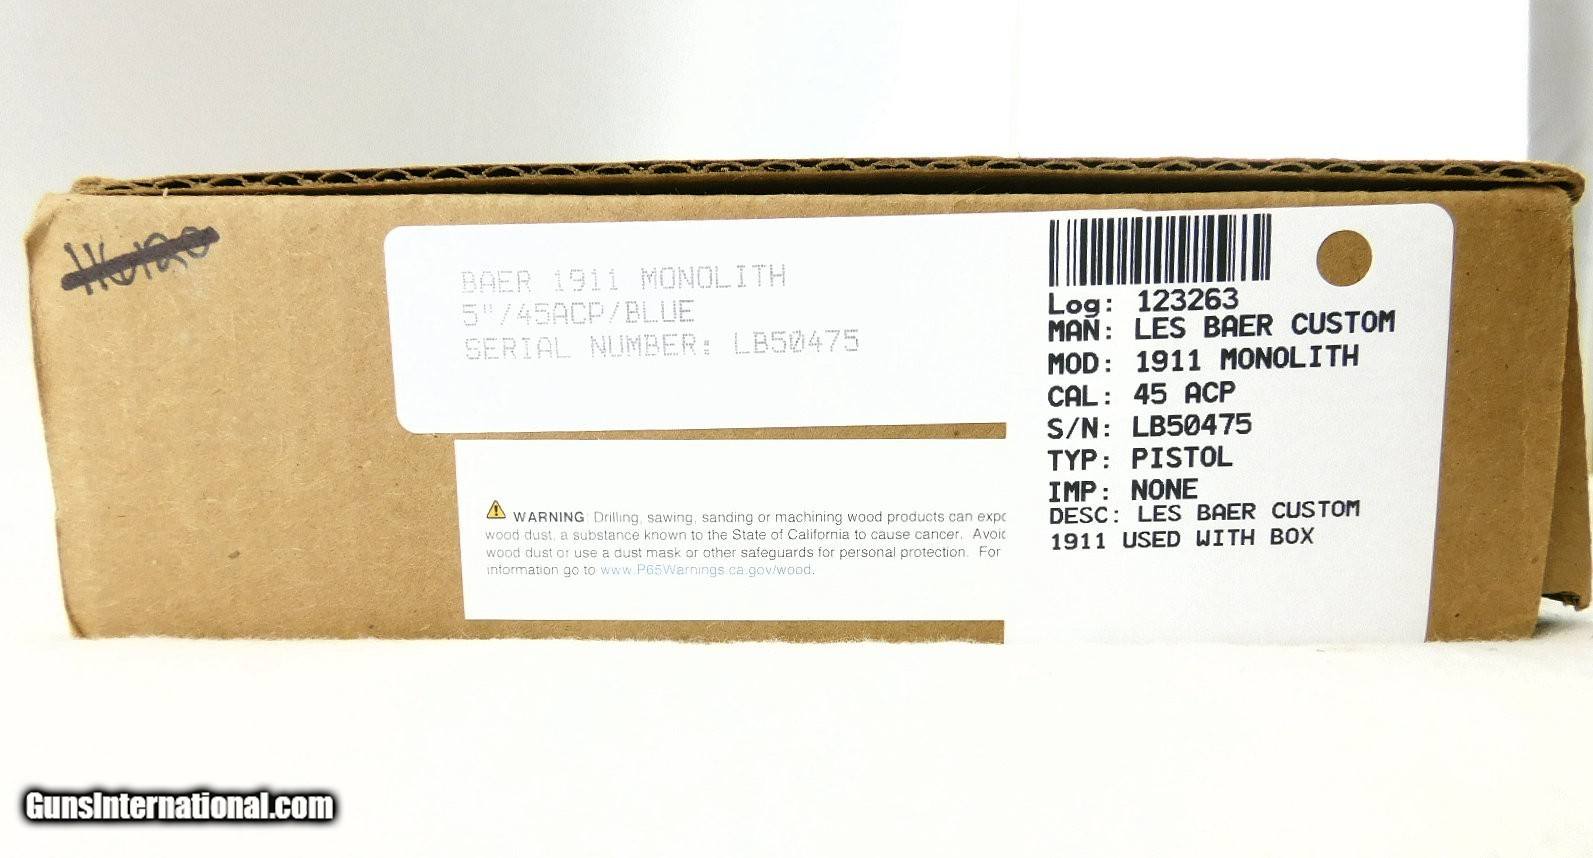 BAER 1911 MONOLITH
5"/45ACP/BLUE
SERIAL NUMBER: LB50475
WARNING Drilling, sawing, sanding or machining wood products can expo
wood dust, a substance known to the State of California to cause cancer. Avoid
wood dust or use a dust mask or other safeguards for personal protection. For
information go to www.P65Warnings.ca.gov/wood.
Log: 123263
MAN: LES BAER CUSTOM
MOD: 1911 MONOLITH
CAL: 45 ACP
S/N: LB50475
TYP: PISTOL
IMP: NONE
DESC: LES BAER CUSTOM
1911 USED WITH BOX
GunsInternational.com